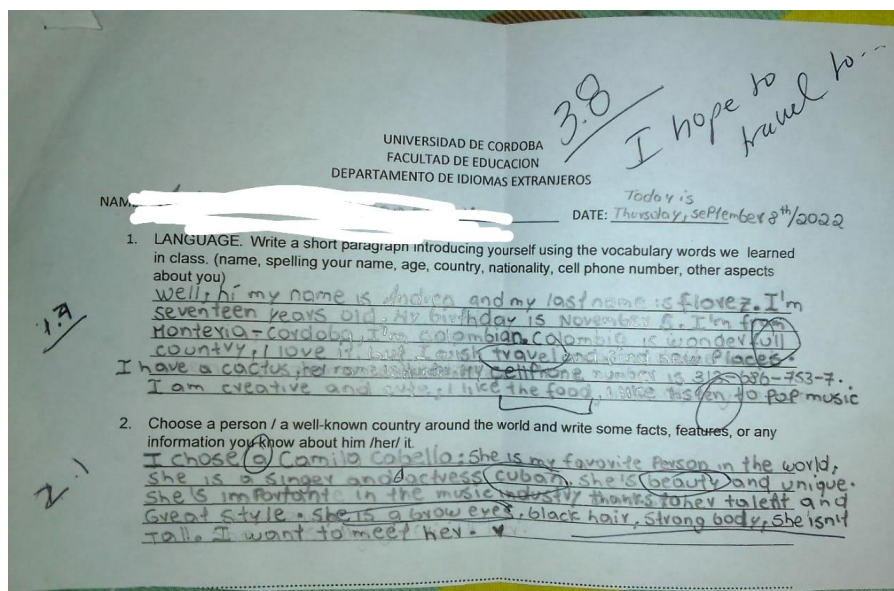 3.8
I hope to
travel to...
UNIVERSIDAD DE CORDOBA
FACULTAD DE EDUCACION
DEPARTAMENTO DE IDIOMAS EXTRANJEROS
Today is
DATE: Thursday, september 8th/2022
1. LANGUAGE. Write a short paragraph introducing yourself using the vocabulary words we learned
in class. (name, spelling your name, age, country, nationality, cell phone number, other aspects
about you)
Well, hi my name is Andrea and my last name is florez. I'm
seventeen years old. My birthday is November 6. I'm from
Monteria-cordoba, I'm colombian. Colombia is wonderfull
country, I love it but I wish travel and find new places.
I have a cactus, her name is My cellphone number is 313-686-753-7.
I am creative and cute, I like the food, I listen to pop music
1.7
2. Choose a person / a well-known country around the world and write some facts, features, or any
information you know about him /her/ it.
I chose a Camila Cabello: She is my favorite Person in the world,
she is a singer and actress cuban, she's beauty and unique.
She's important in the music industry thanks to her talent and
Great style. She is a brow eyes, black hair, strong body, she isn't
Tall. I want to meet her. ♥
2.1